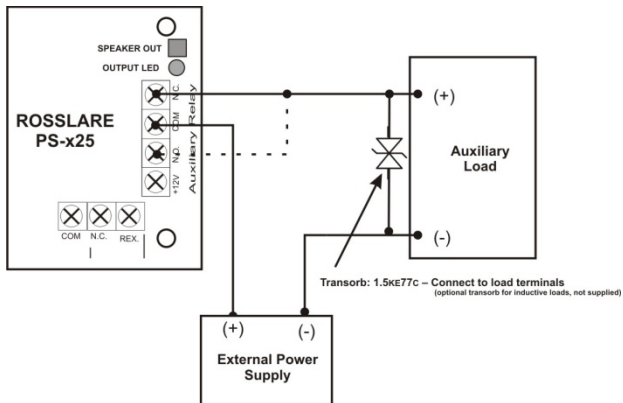 SPEAKER OUT
OUTPUT LED
ROSSLARE
PS-x25
N.C.
COM
N.O.
+12V
Auxiliary Relay
COM N.C. REX.
(+)
Auxiliary
Load
(-)
Transorb: 1.5KE77C – Connect to load terminals
(optional transorb for inductive loads, not supplied)
(+) (-)
External Power
Supply